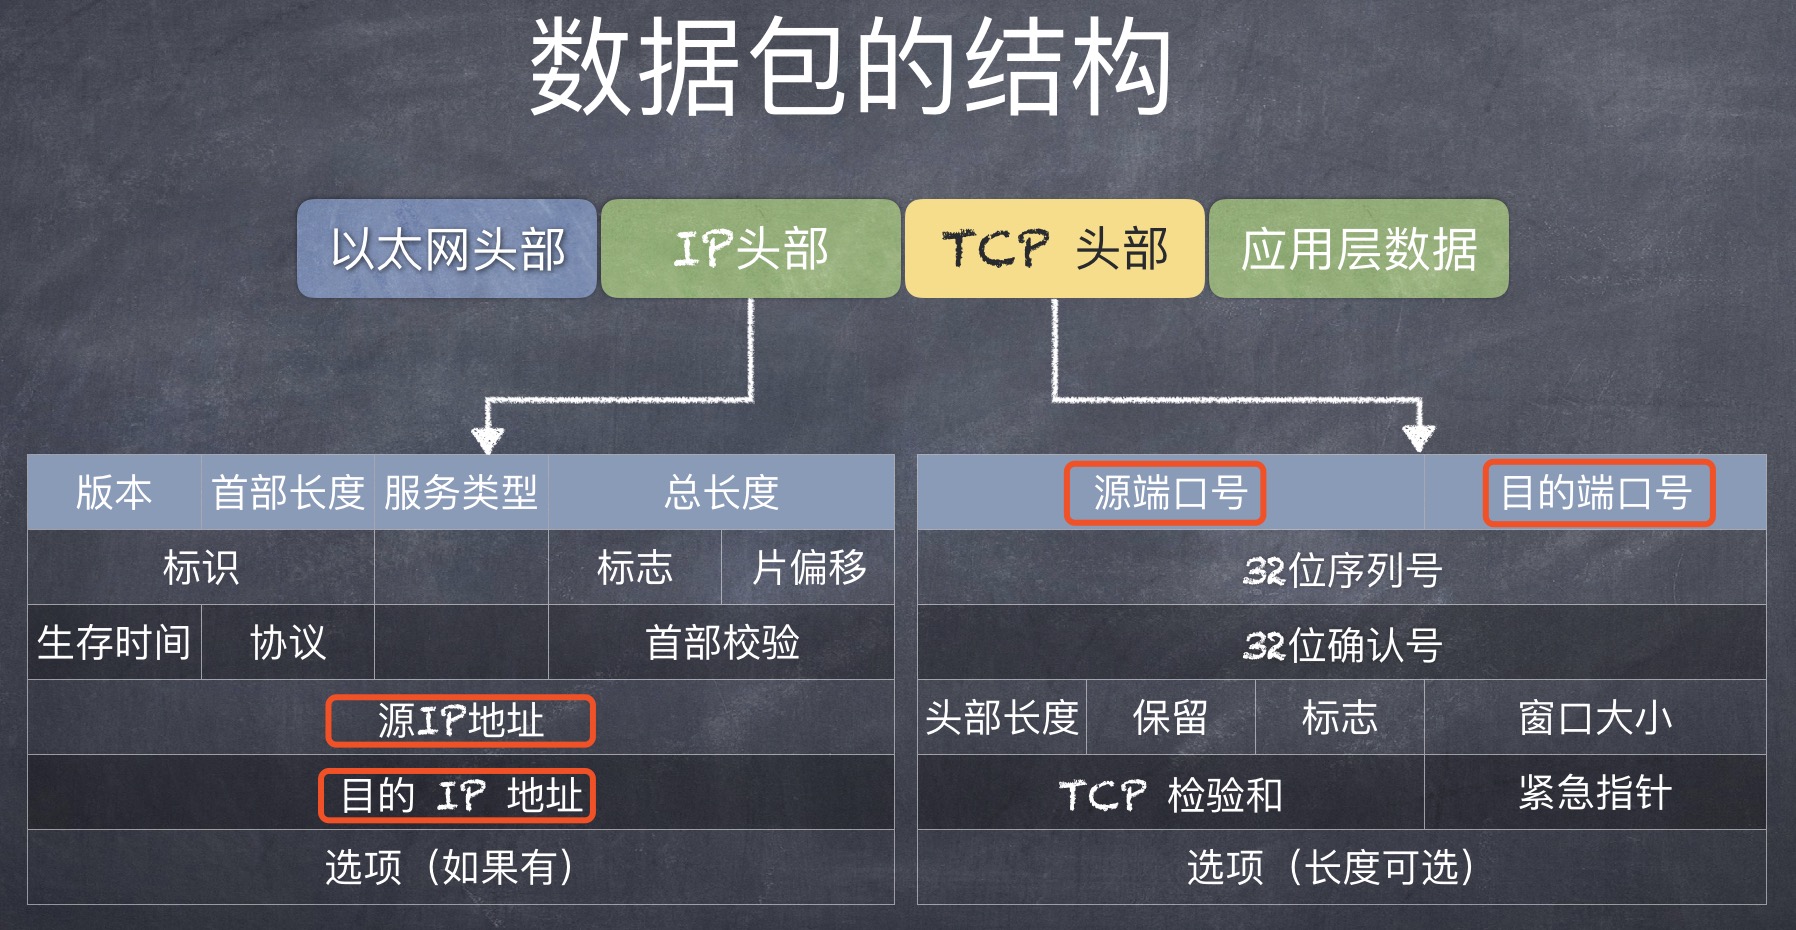 数据包的结构
以太网头部 IP头部 TCP 头部 应用层数据
版本 首部长度 服务类型 总长度
标识 标志 片偏移
生存时间 协议 首部校验
源IP地址
目的 IP 地址
选项（如果有）
源端口号 目的端口号
32位序列号
32位确认号
头部长度 保留 标志 窗口大小
TCP 检验和 紧急指针
选项（长度可选）